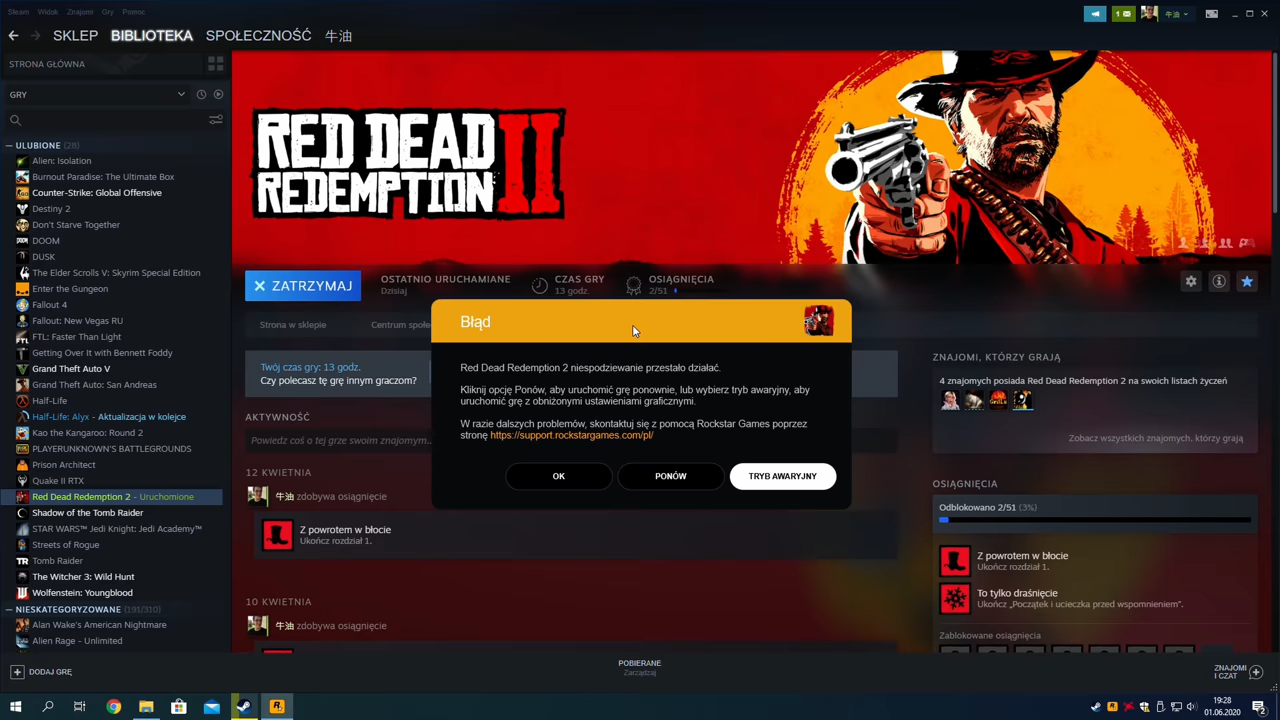 Steam Widok Znajomi Gry Pomoc
1
牛油
SKLEP BIBLIOTEKA SPOŁECZNOŚĆ 牛油
STRONA GŁÓWNA
GRY
ULUBIONE (28)
Alien: Isolation
Burnout Paradise: The Ultimate Box
Counter-Strike: Global Offensive
Destiny 2
Don't Starve Together
DOOM
DUSK
The Elder Scrolls V: Skyrim Special Edition
Enter the Gungeon
Fallout 4
Fallout: New Vegas RU
FTL: Faster Than Light
Getting Over It with Bennett Foddy
Grand Theft Auto V
Grand Theft Auto: San Andreas
Half-Life
Half-Life: Alyx - Aktualizacja w kolejce
Kao the Kangaroo: Round 2
PLAYERUNKNOWN'S BATTLEGROUNDS
Prison Architect
Quake II RTX
Red Dead Redemption 2 - Uruchomione
Shadow of the Tomb Raider
STAR WARS™ Jedi Knight: Jedi Academy™
Streets of Rogue
TR Tomb Raider
The Witcher 3: Wild Hunt
Wolfenstein: Youngblood
NIESKATEGORYZOWANE (191/310)
Alan Wake's American Nightmare
Alien Rage - Unlimited
DODAJ GRĘ
RED DEAD
REDEMPTION II
ZATRZYMAJ
OSTATNIO URUCHAMIANE
Dzisiaj
CZAS GRY
13 godz.
OSIĄGNIĘCIA
2/51
Strona w sklepie
Centrum społe
Twój czas gry: 13 godz.
Czy polecasz tę grę innym graczom?
AKTYWNOŚĆ
Powiedz coś o tej grze swoim znajomym...
12 KWIETNIA
牛油 zdobywa osiągnięcie
Z powrotem w błocie
Ukończ rozdział 1.
10 KWIETNIA
牛油 zdobywa osiągnięcie
Błąd
Red Dead Redemption 2 niespodziewanie przestało działać.
Kliknij opcję Ponów, aby uruchomić grę ponownie, lub wybierz tryb awaryjny, aby
uruchomić grę z obniżonymi ustawieniami graficznymi.
W razie dalszych problemów, skontaktuj się z pomocą Rockstar Games poprzez
stronę https://support.rockstargames.com/pl/
OK
PONÓW
TRYB AWARYJNY
ZNAJOMI, KTÓRZY GRAJĄ
4 znajomych posiada Red Dead Redemption 2 na swoich listach życzeń
Zobacz wszystkich znajomych, którzy grają
OSIĄGNIĘCIA
Odblokowano 2/51 (3%)
Z powrotem w błocie
Ukończ rozdział 1.
To tylko draśnięcie
Ukończ „Początek i ucieczka przed wspomnieniem”.
Zablokowane osiągnięcia
POBIERANE
Zarządzaj
ZNAJOMI
I CZAT
19:28
01.06.2020
2